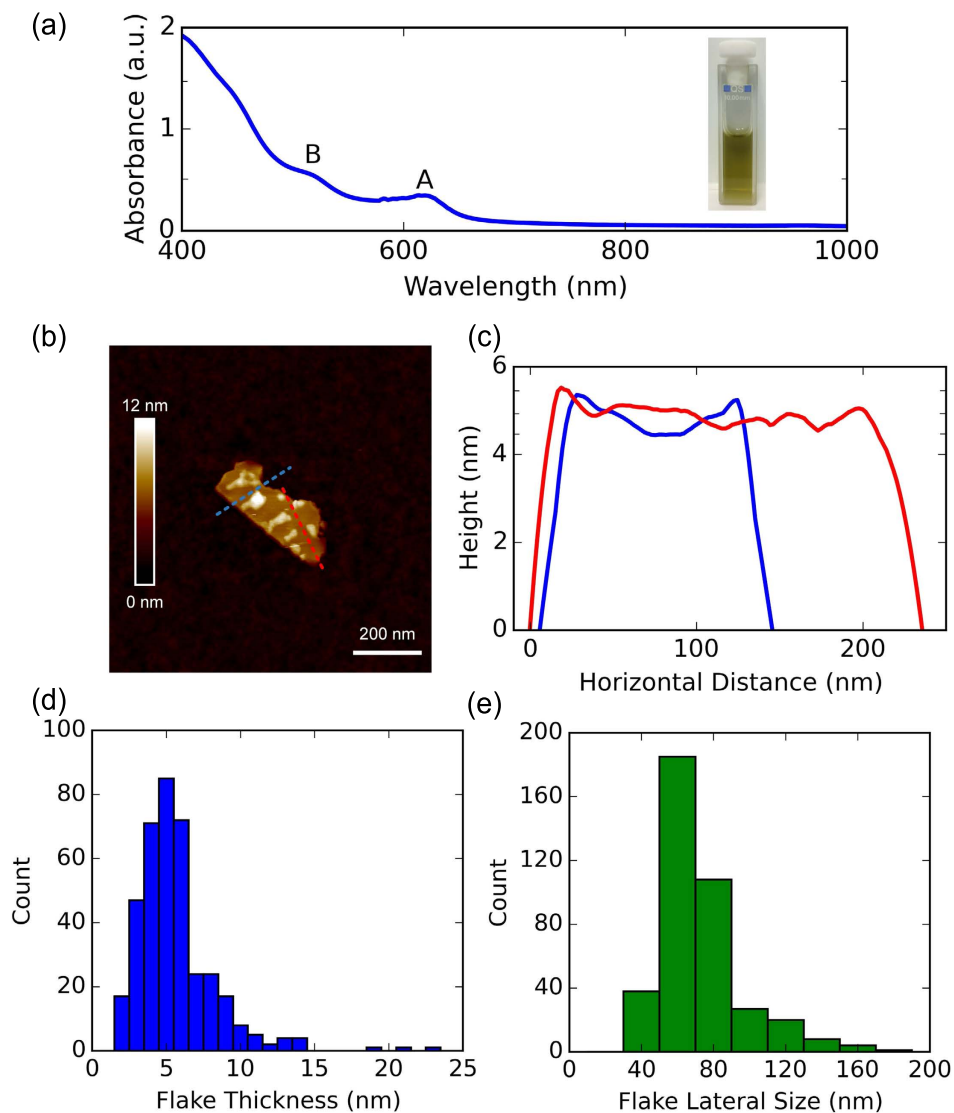 (a)
Absorbance (a.u.)
2
1
0
B
A
QS
400
600
800
1000
Wavelength (nm)
(b)
12 nm
0 nm
200 nm
(c)
Height (nm)
6
4
2
0
0
100
200
Horizontal Distance (nm)
(d)
Count
100
80
60
40
20
0
0
5
10
15
20
25
Flake Thickness (nm)
(e)
Count
200
160
120
80
40
0
0
40
80
120
160
200
Flake Lateral Size (nm)